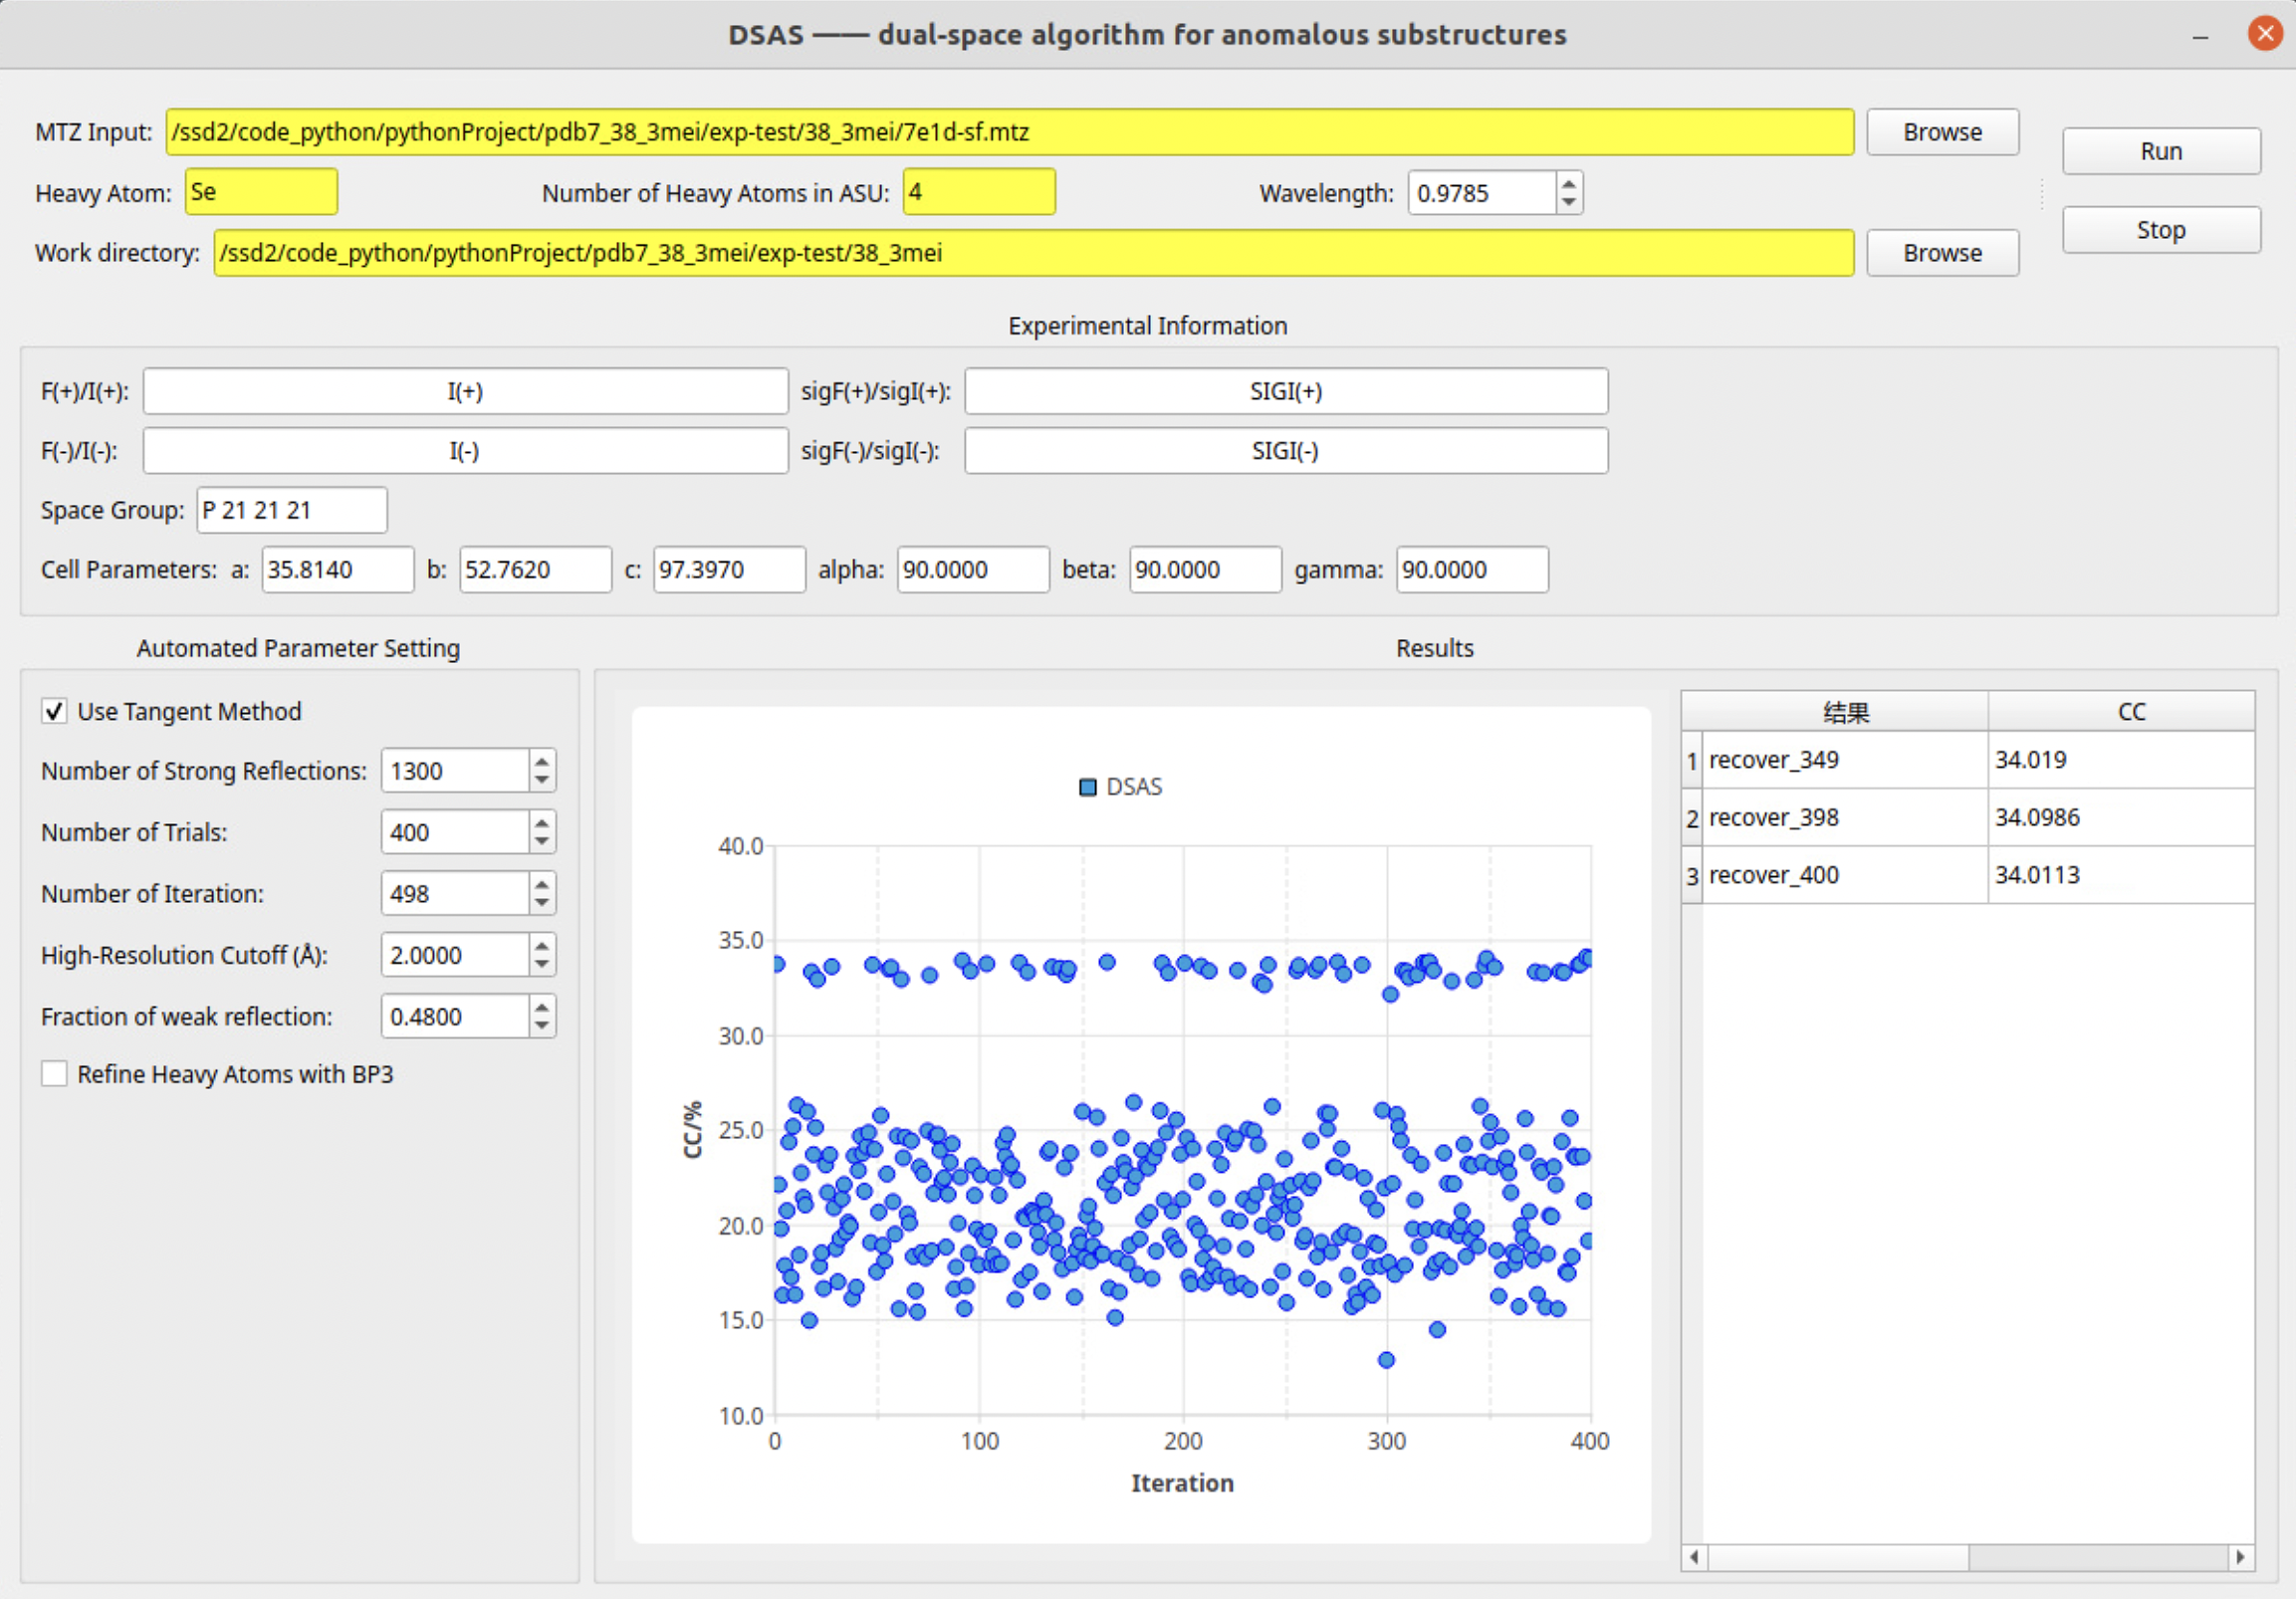 DSAS —— dual-space algorithm for anomalous substructures
MTZ Input: /ssd2/code_python/pythonProject/pdb7_38_3mei/exp-test/38_3mei/7e1d-sf.mtz Browse
Run
Heavy Atom: Se Number of Heavy Atoms in ASU: 4 Wavelength: 0.9785
Stop
Work directory: /ssd2/code_python/pythonProject/pdb7_38_3mei/exp-test/38_3mei Browse
Experimental Information
F(+)/I(+): I(+) sigF(+)/sigI(+): SIGI(+)
F(-)/I(-): I(-) sigF(-)/sigI(-): SIGI(-)
Space Group: P 21 21 21
Cell Parameters: a: 35.8140 b: 52.7620 c: 97.3970 alpha: 90.0000 beta: 90.0000 gamma: 90.0000
Automated Parameter Setting
Use Tangent Method
Number of Strong Reflections: 1300
Number of Trials: 400
Number of Iteration: 498
High-Resolution Cutoff (Å): 2.0000
Fraction of weak reflection: 0.4800
Refine Heavy Atoms with BP3
Results
DSAS
40.0
35.0
30.0
25.0
20.0
15.0
10.0
CC/%
0 100 200 300 400
Iteration
结果 CC
1 recover_349 34.019
2 recover_398 34.0986
3 recover_400 34.0113